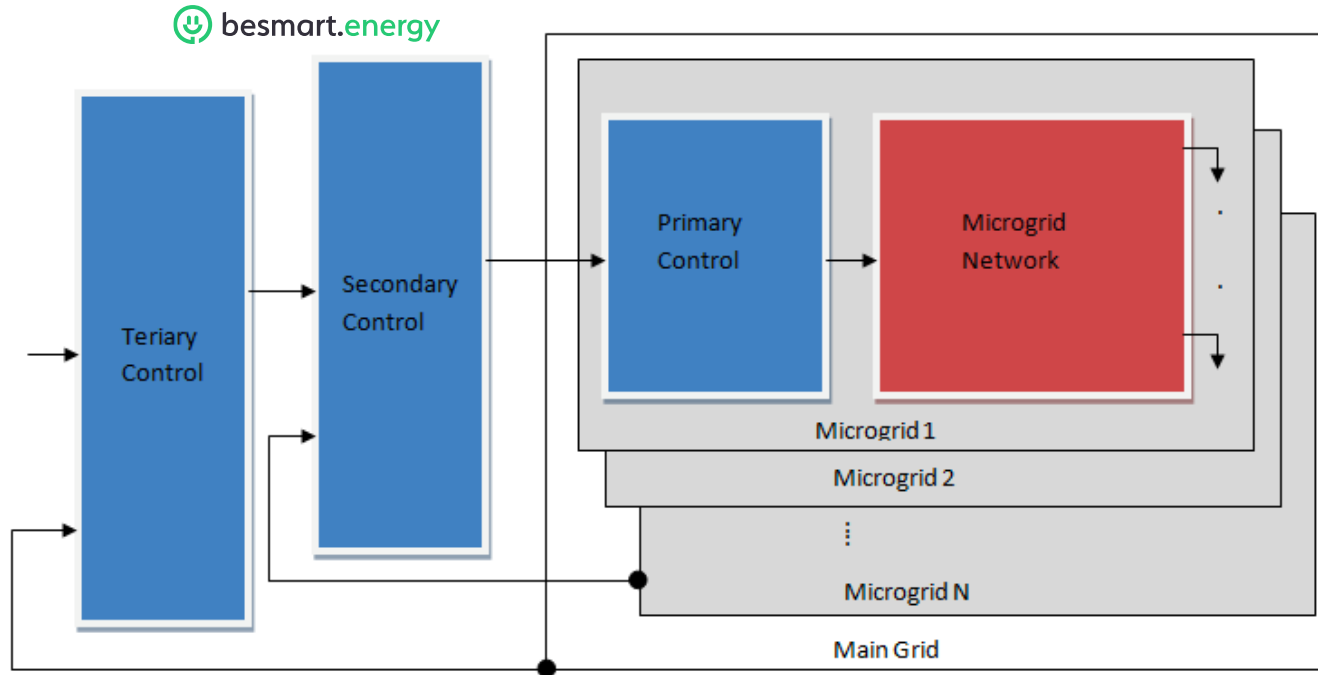 besmart.energy
Teriary
Control
Secondary
Control
Primary
Control
Microgrid
Network
Microgrid 1
Microgrid 2
Microgrid N
Main Grid